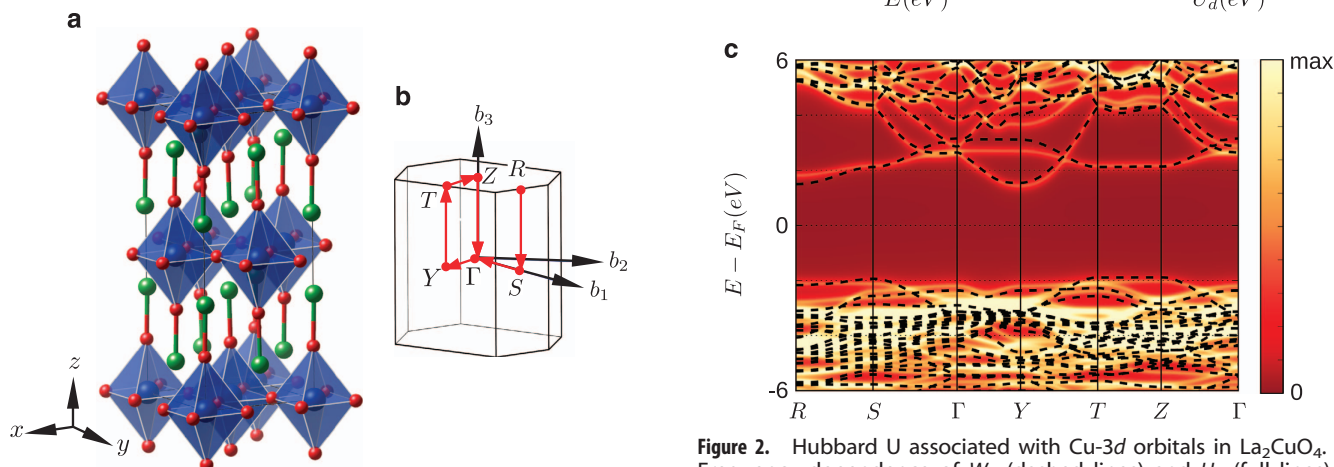 E(eV)
U_d(eV)
a
z
x
y
b
b_3
Z
R
T
Y
Γ
S
b_2
b_1
c
6
0
-6
E − E_F(eV)
R S Γ Y T Z Γ
max
0
Figure 2. Hubbard U associated with Cu-3d orbitals in La₂CuO₄.